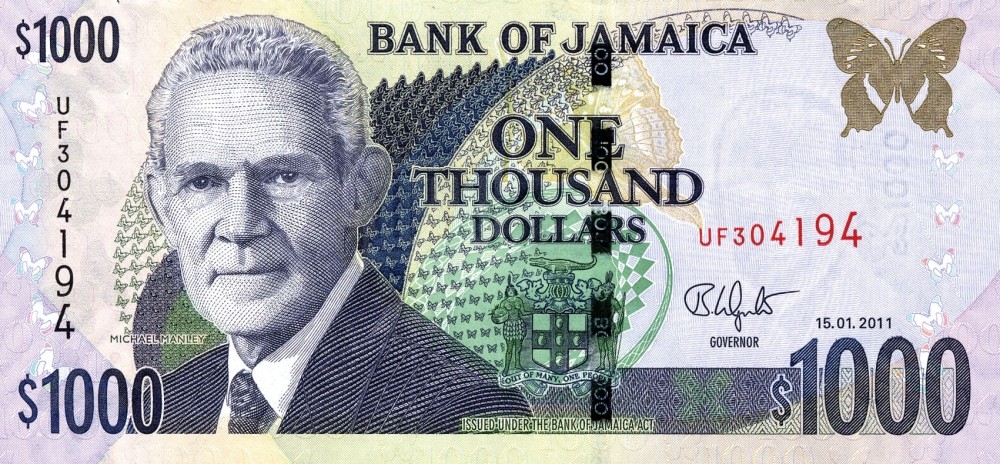 $1000
BANK OF JAMAICA
UF304194
ONE
THOUSAND
DOLLARS
UF304194
15.01.2011
GOVERNOR
MICHAEL MANLEY
OUT OF MANY, ONE PEOPLE
$1000
$1000
ISSUED UNDER THE BANK OF JAMAICA ACT